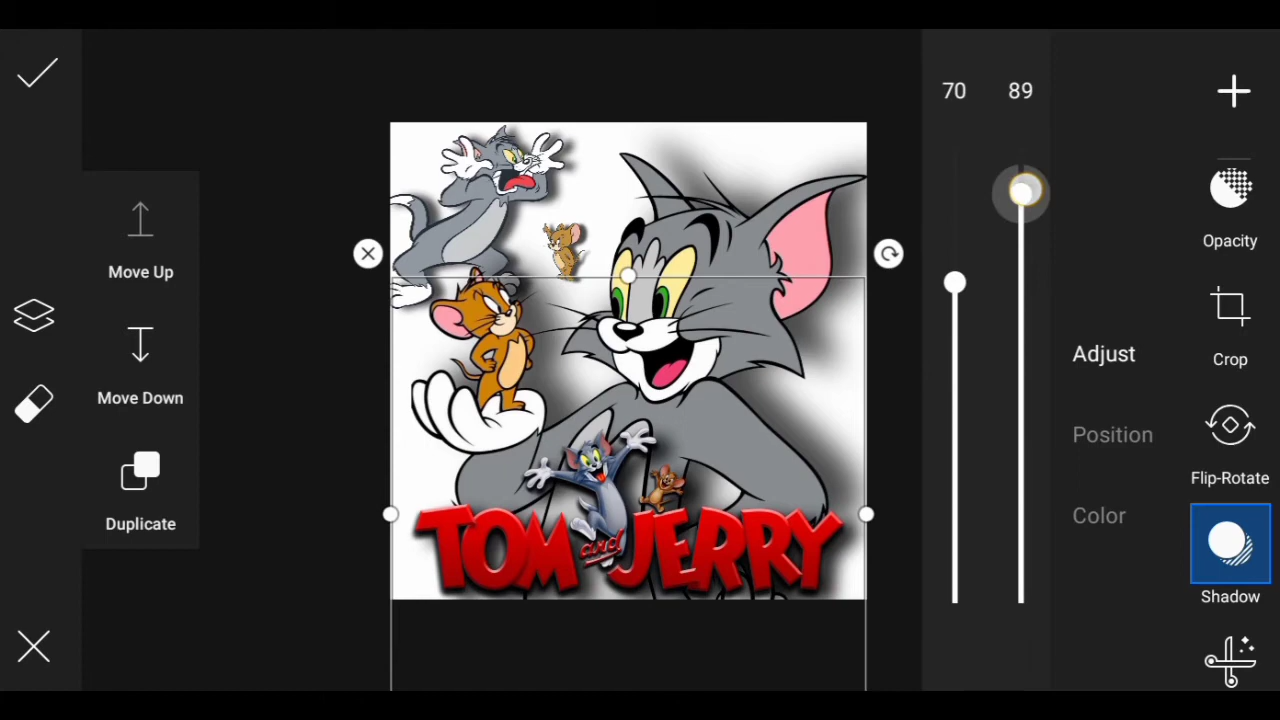 70 89
Move Up
Move Down
Duplicate
TOM and JERRY
Adjust
Position
Color
Opacity
Crop
Flip-Rotate
Shadow